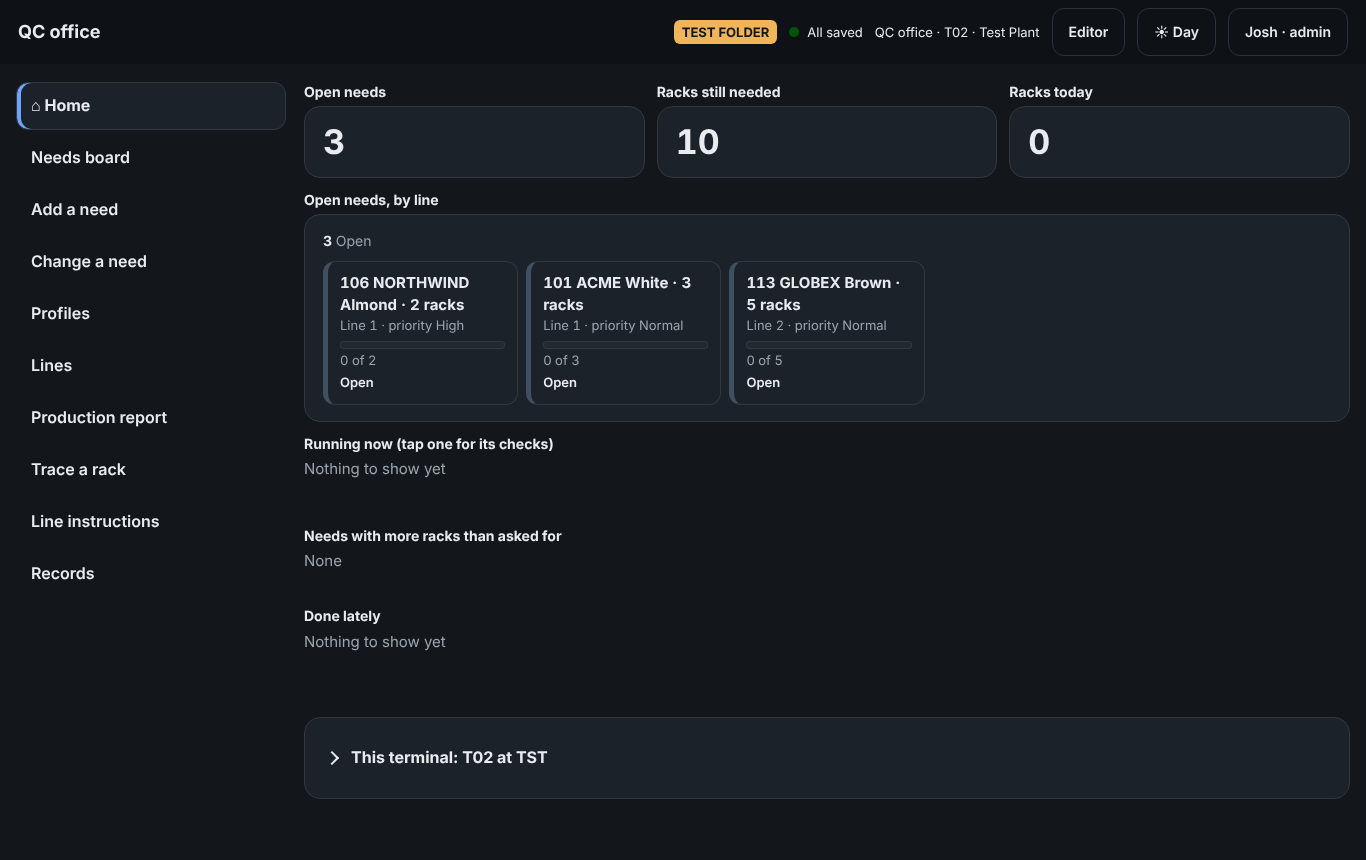 QC office
TEST FOLDER
All saved
QC office · T02 · Test Plant
Editor
☀ Day
Josh · admin
⌂ Home
Needs board
Add a need
Change a need
Profiles
Lines
Production report
Trace a rack
Line instructions
Records
Open needs
3
Racks still needed
10
Racks today
0
Open needs, by line
3 Open
106 NORTHWIND
Almond · 2 racks
Line 1 · priority High
0 of 2
Open
101 ACME White · 3
racks
Line 1 · priority Normal
0 of 3
Open
113 GLOBEX Brown ·
5 racks
Line 2 · priority Normal
0 of 5
Open
Running now (tap one for its checks)
Nothing to show yet
Needs with more racks than asked for
None
Done lately
Nothing to show yet
This terminal: T02 at TST